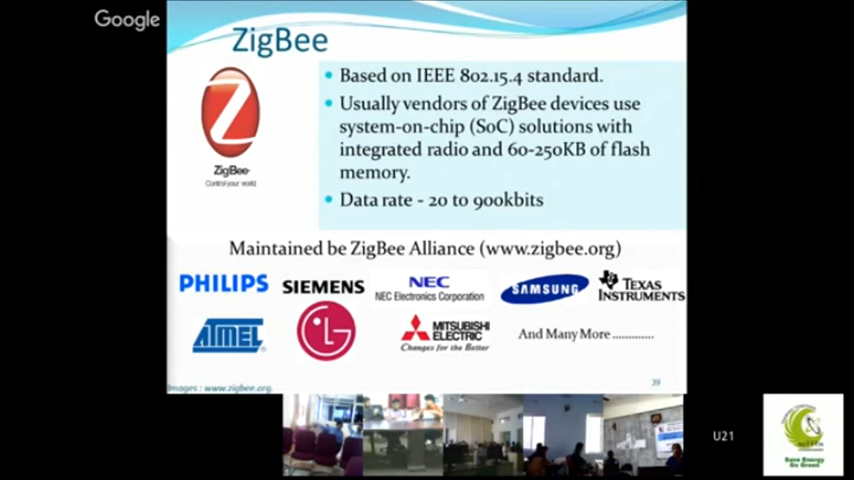 Google
ZigBee
Based on IEEE 802.15.4 standard.
Usually vendors of ZigBee devices use
system-on-chip (SoC) solutions with
integrated radio and 60-250KB of flash
memory.
Data rate - 20 to 900kbits
ZigBee
Control your world
Maintained be ZigBee Alliance (www.zigbee.org)
PHILIPS
SIEMENS
NEC
NEC Electronics Corporation
SAMSUNG
TEXAS
INSTRUMENTS
ATMEL
LG
MITSUBISHI
ELECTRIC
Changes for the Better
And Many More .............
Images : www.zigbee.org.
39
U21
Save Energy
Go Green